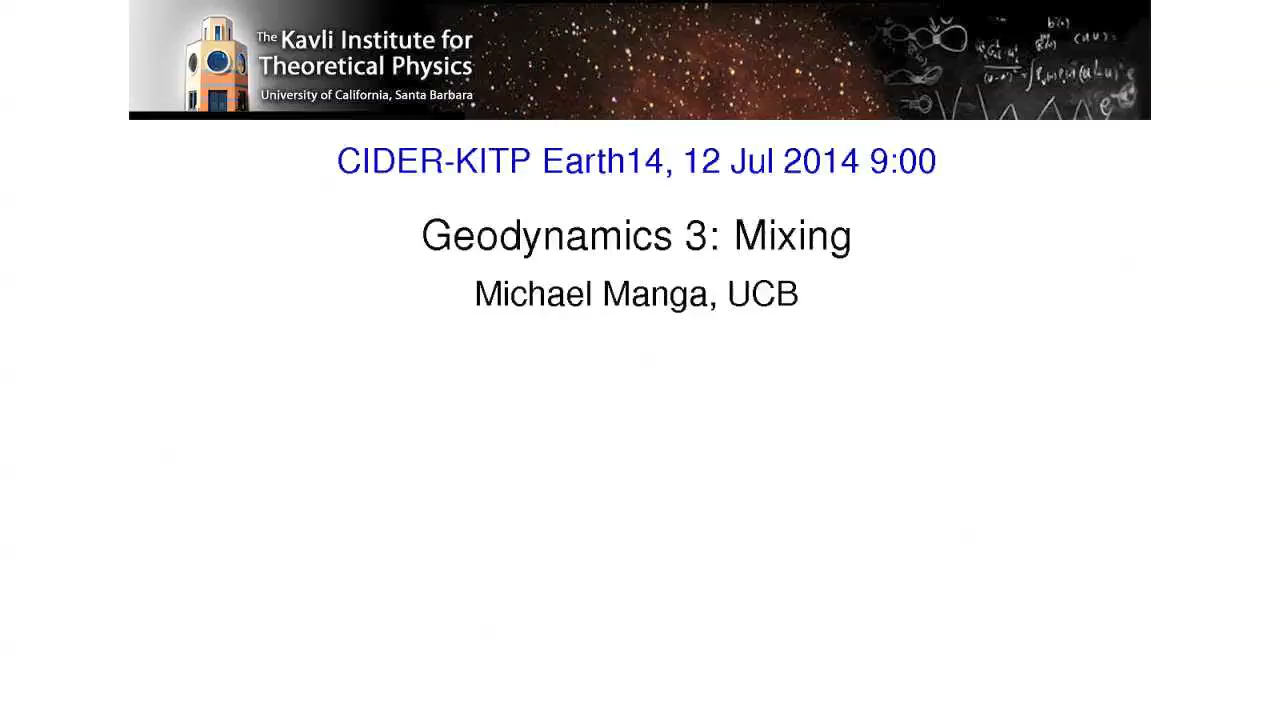 The Kavli Institute for
Theoretical Physics
University of California, Santa Barbara
CIDER-KITP Earth14, 12 Jul 2014 9:00
Geodynamics 3: Mixing
Michael Manga, UCB